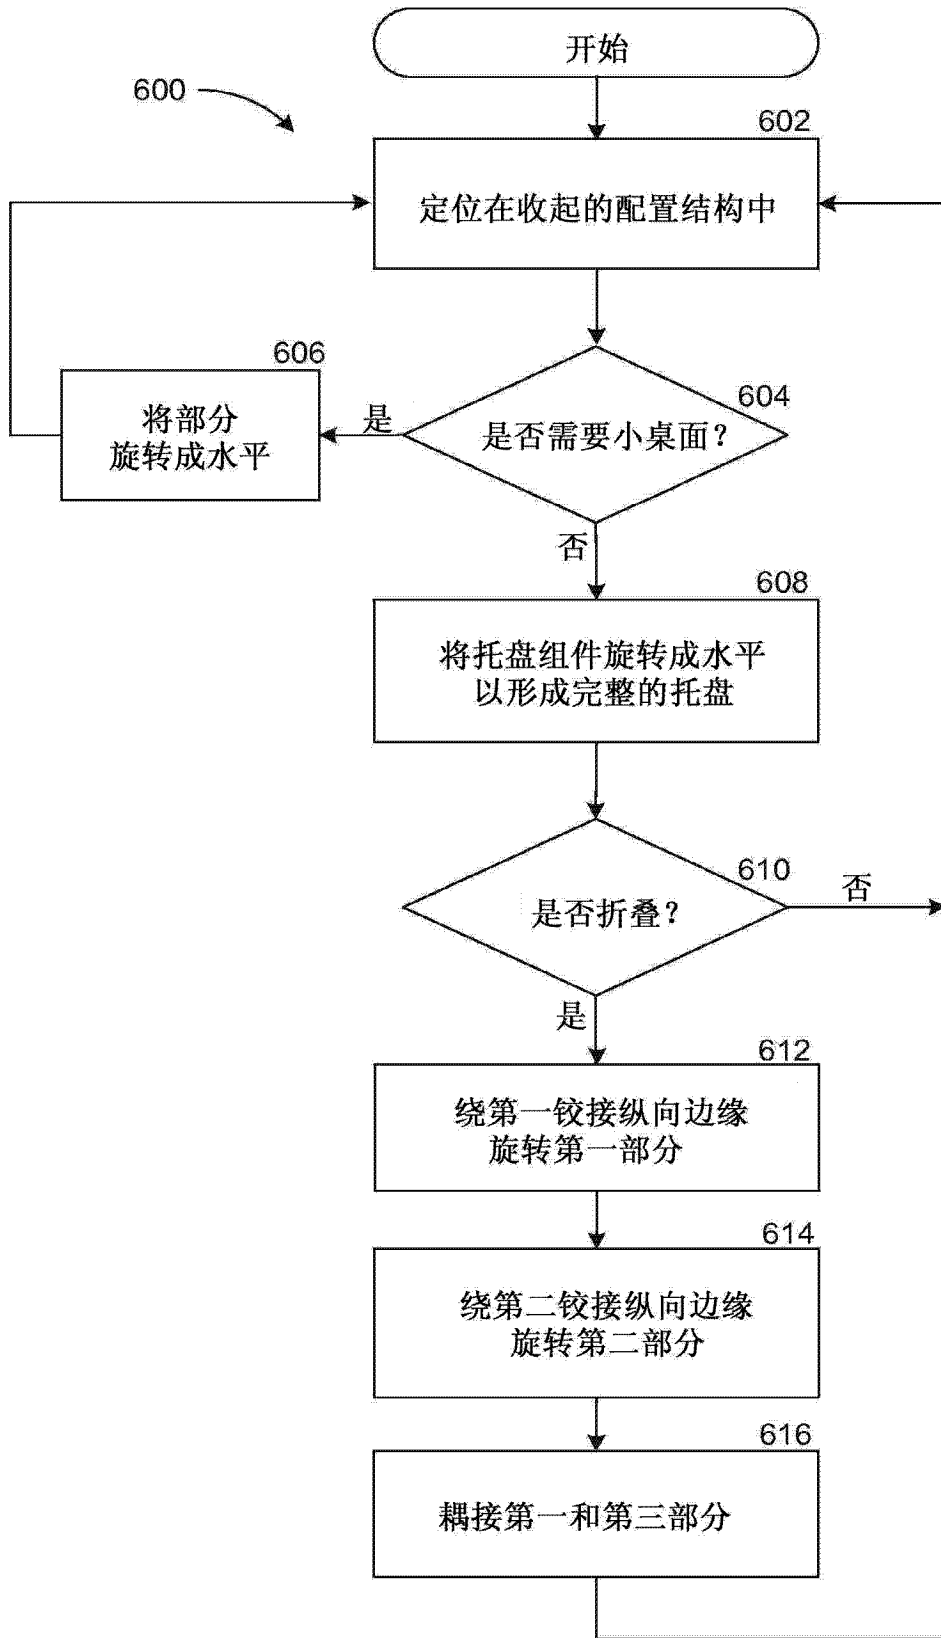 开始
600
602
定位在收起的配置结构中
606
将部分
旋转成水平
是
604
是否需要小桌面？
否
608
将托盘组件旋转成水平
以形成完整的托盘
610
是否折叠？
否
是
612
绕第一铰接纵向边缘
旋转第一部分
614
绕第二铰接纵向边缘
旋转第二部分
616
耦接第一和第三部分